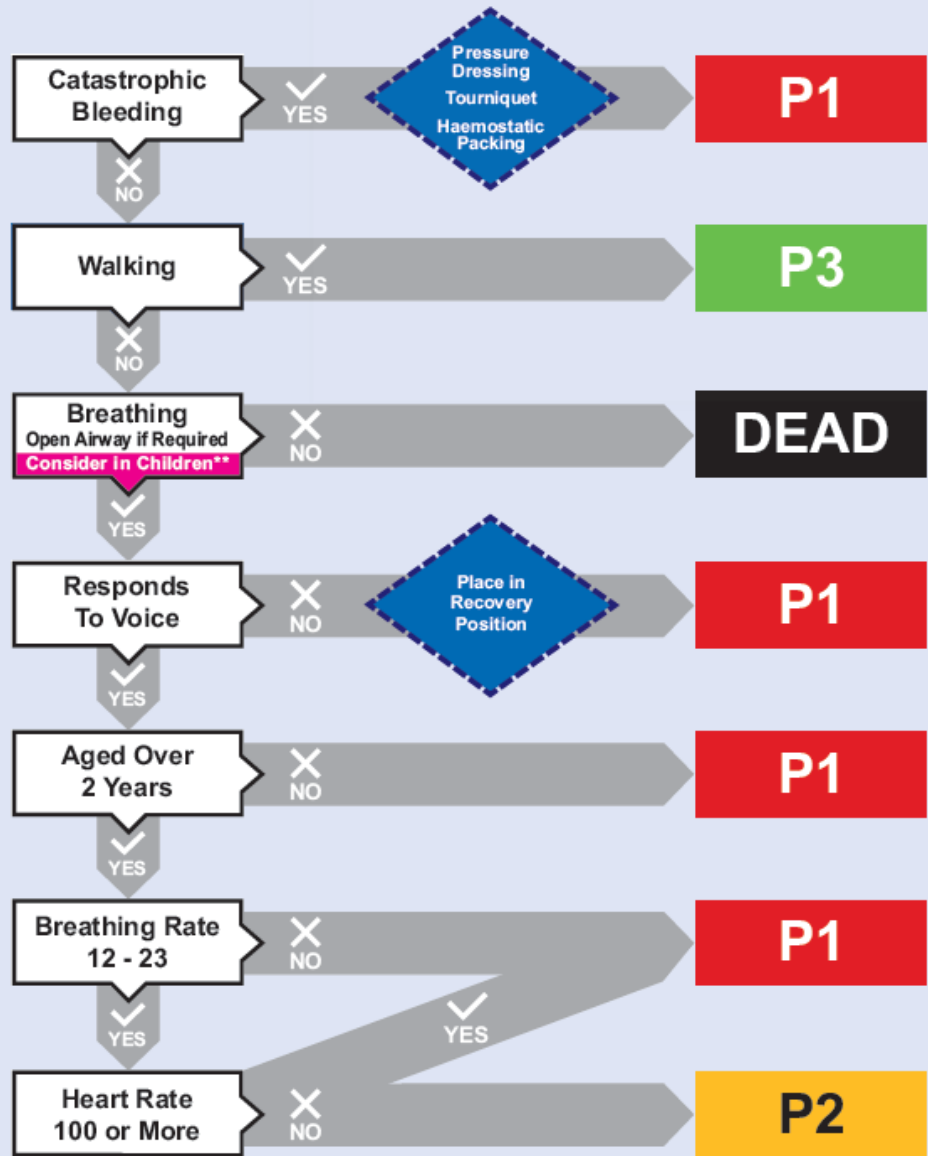 Catastrophic
Bleeding
YES
Pressure
Dressing
Tourniquet
Haemostatic
Packing
P1
NO
Walking
YES
P3
NO
Breathing
Open Airway if Required
Consider in Children**
NO
DEAD
YES
Responds
To Voice
NO
Place in
Recovery
Position
P1
YES
Aged Over
2 Years
NO
P1
YES
Breathing Rate
12 - 23
NO
P1
YES
YES
Heart Rate
100 or More
NO
P2